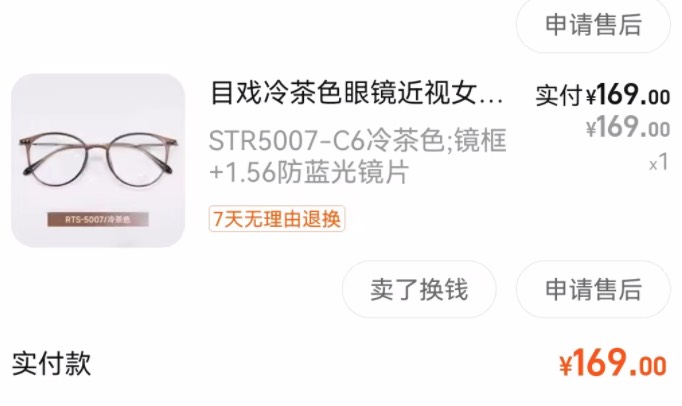 申请售后
目戏冷茶色眼镜近视女... 实付¥169.00
STR5007-C6冷茶色;镜框 ¥169.00
+1.56防蓝光镜片 x1
7天无理由退换
RTS-5007/冷茶色
卖了换钱 申请售后
实付款 ¥169.00